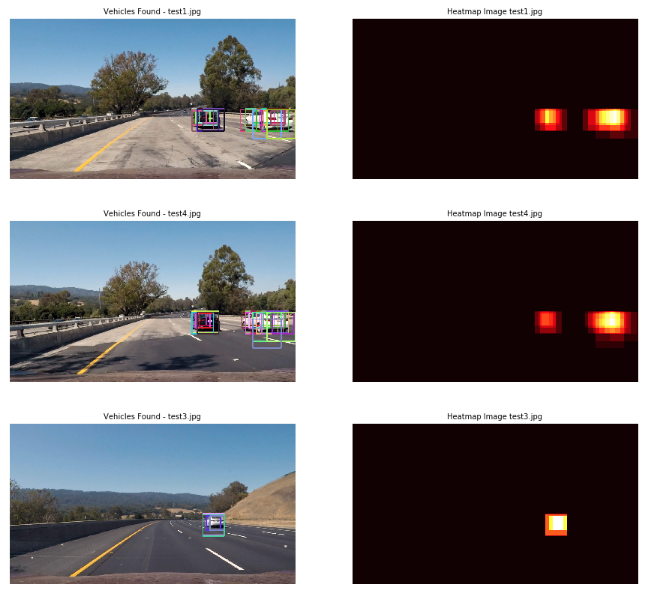 Vehicles Found - test1.jpg
Heatmap Image test1.jpg
Vehicles Found - test4.jpg
Heatmap Image test4.jpg
Vehicles Found - test3.jpg
Heatmap Image test3.jpg